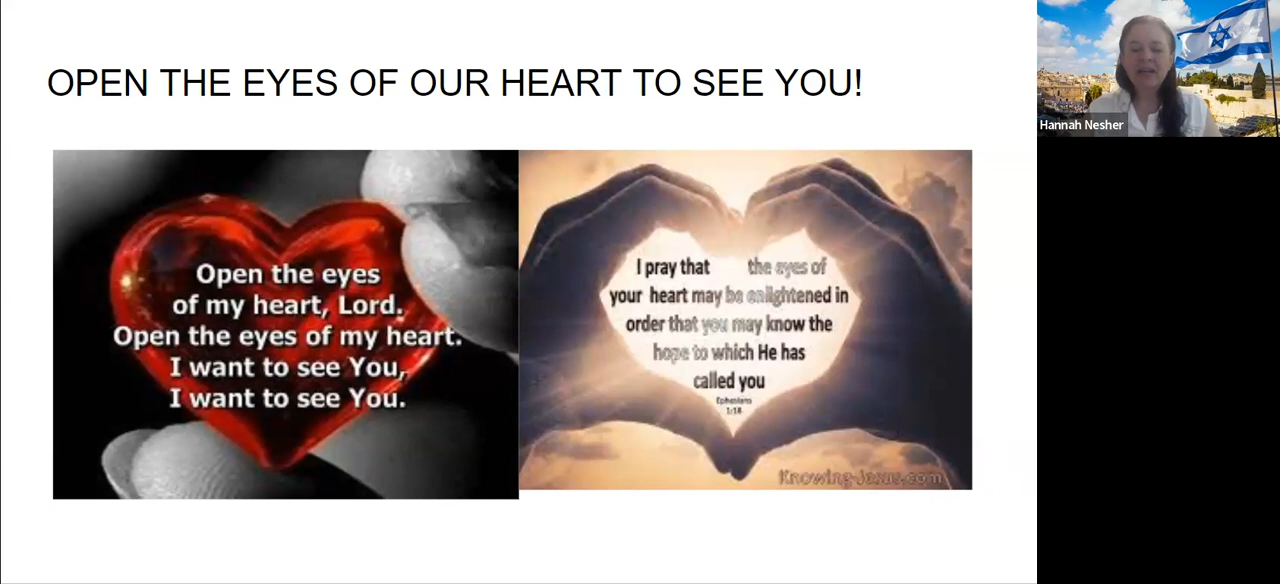 OPEN THE EYES OF OUR HEART TO SEE YOU!
Open the eyes
of my heart, Lord.
Open the eyes of my heart.
I want to see You,
I want to see You.
I pray that the eyes of
your heart may be enlightened in
order that you may know the
hope to which He has
called you
Ephesians
1:18
Knowing-Jesus.com
Hannah Nesher